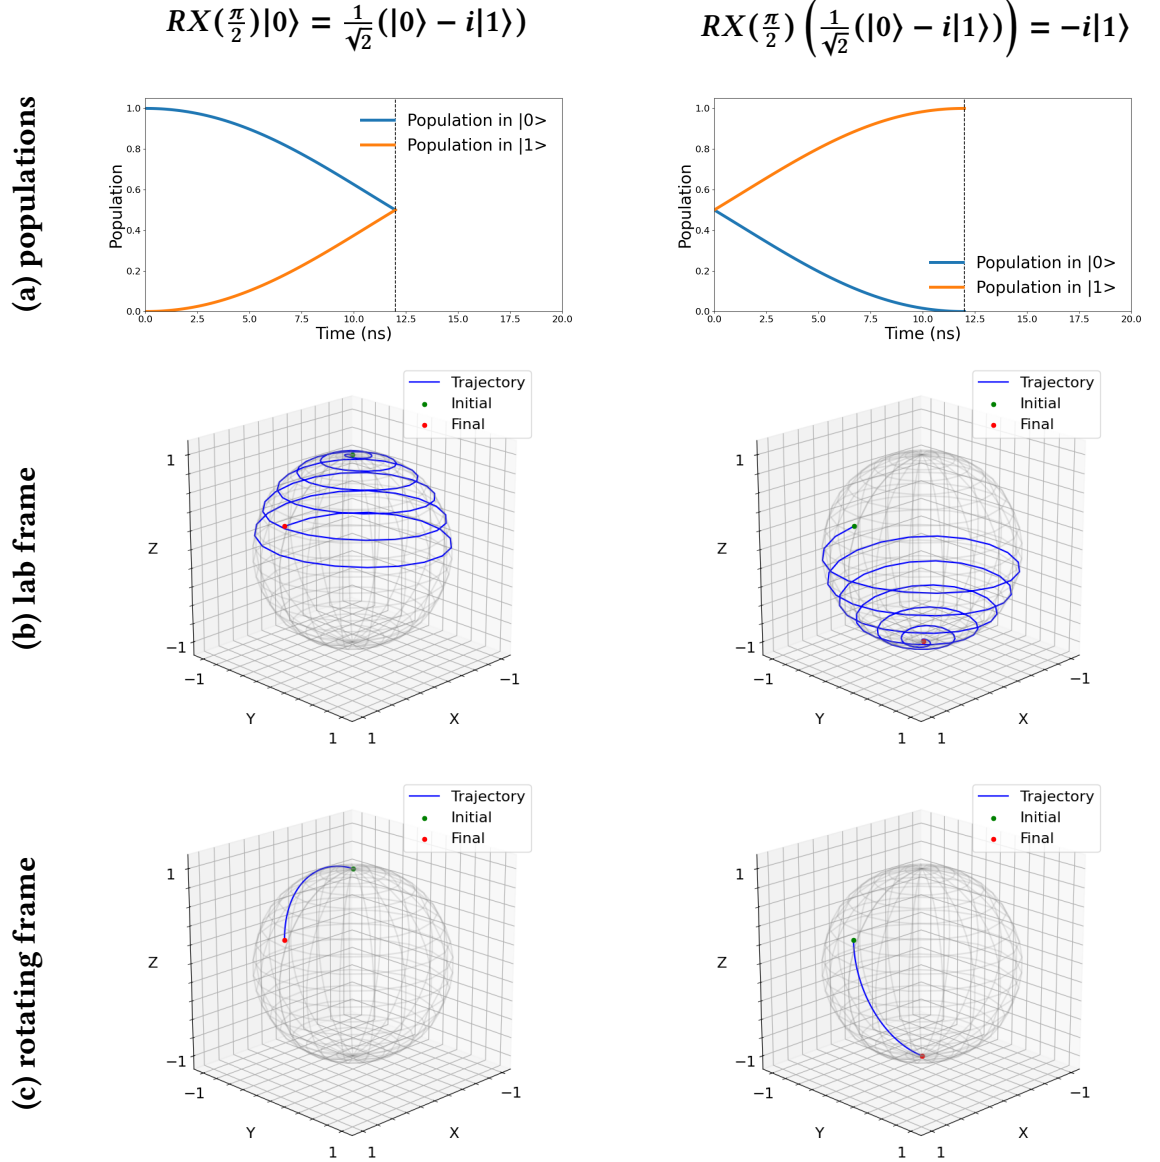 RX(π/2)|0⟩ = 1/√2(|0⟩ − i|1⟩)
RX(π/2) (1/√2(|0⟩ − i|1⟩)) = −i|1⟩
(a) populations
Population
1.0
0.8
0.6
0.4
0.2
0.0
Population in |0>
Population in |1>
0.0 2.5 5.0 7.5 10.0 12.5 15.0 17.5 20.0
Time (ns)
Population
1.0
0.8
0.6
0.4
0.2
0.0
Population in |0>
Population in |1>
0.0 2.5 5.0 7.5 10.0 12.5 15.0 17.5 20.0
Time (ns)
(b) lab frame
Trajectory
Initial
Final
1
Z
−1
−1 −1
Y X
1 1
Trajectory
Initial
Final
1
Z
−1
−1 −1
Y X
1 1
(c) rotating frame
Trajectory
Initial
Final
1
Z
−1
−1 −1
Y X
1 1
Trajectory
Initial
Final
1
Z
−1
−1 −1
Y X
1 1